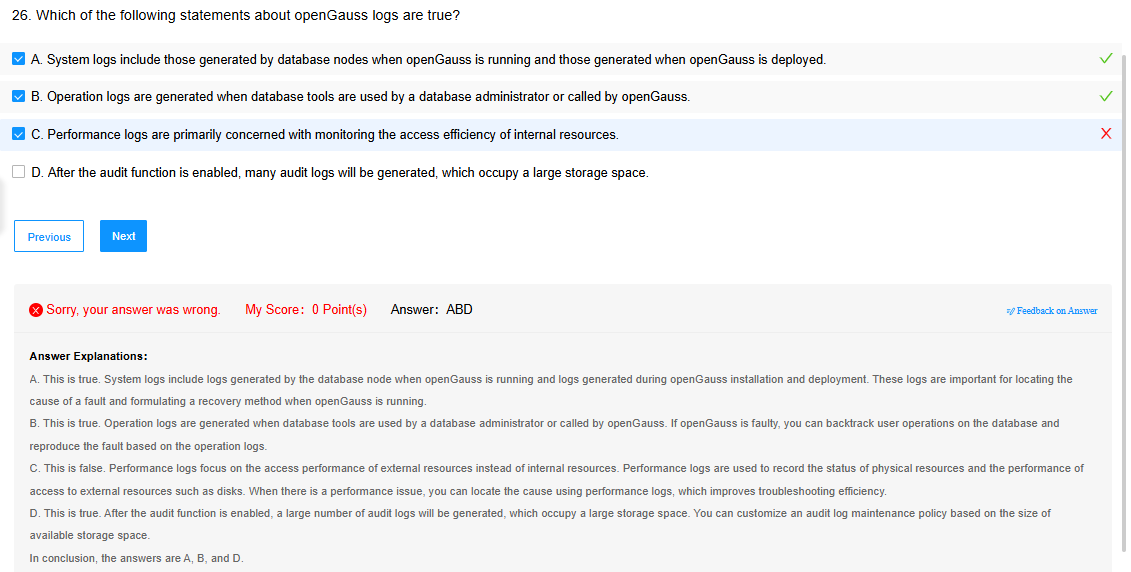 26. Which of the following statements about openGauss logs are true?
A. System logs include those generated by database nodes when openGauss is running and those generated when openGauss is deployed.
B. Operation logs are generated when database tools are used by a database administrator or called by openGauss.
C. Performance logs are primarily concerned with monitoring the access efficiency of internal resources.
D. After the audit function is enabled, many audit logs will be generated, which occupy a large storage space.
Previous Next
Sorry, your answer was wrong. My Score: 0 Point(s) Answer: ABD Feedback on Answer
Answer Explanations:
A. This is true. System logs include logs generated by the database node when openGauss is running and logs generated during openGauss installation and deployment. These logs are important for locating the
cause of a fault and formulating a recovery method when openGauss is running.
B. This is true. Operation logs are generated when database tools are used by a database administrator or called by openGauss. If openGauss is faulty, you can backtrack user operations on the database and
reproduce the fault based on the operation logs.
C. This is false. Performance logs focus on the access performance of external resources instead of internal resources. Performance logs are used to record the status of physical resources and the performance of
access to external resources such as disks. When there is a performance issue, you can locate the cause using performance logs, which improves troubleshooting efficiency.
D. This is true. After the audit function is enabled, a large number of audit logs will be generated, which occupy a large storage space. You can customize an audit log maintenance policy based on the size of
available storage space.
In conclusion, the answers are A, B, and D.